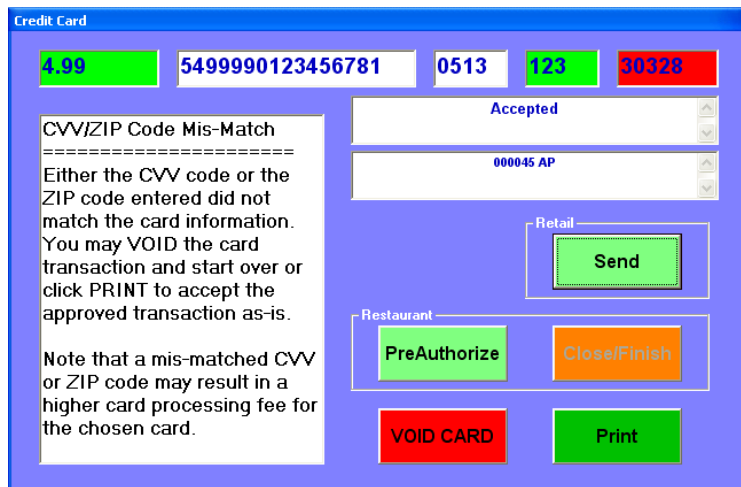 Credit Card
4.99 5499990123456781 0513 123 30328
Accepted
000045 AP
CVV/ZIP Code Mis-Match
======================
Either the CVV code or the
ZIP code entered did not
match the card information.
You may VOID the card
transaction and start over or
click PRINT to accept the
approved transaction as-is.
Note that a mis-matched CVV
or ZIP code may result in a
higher card processing fee for
the chosen card.
Retail
Send
Restaurant
PreAuthorize Close/Finish
VOID CARD Print